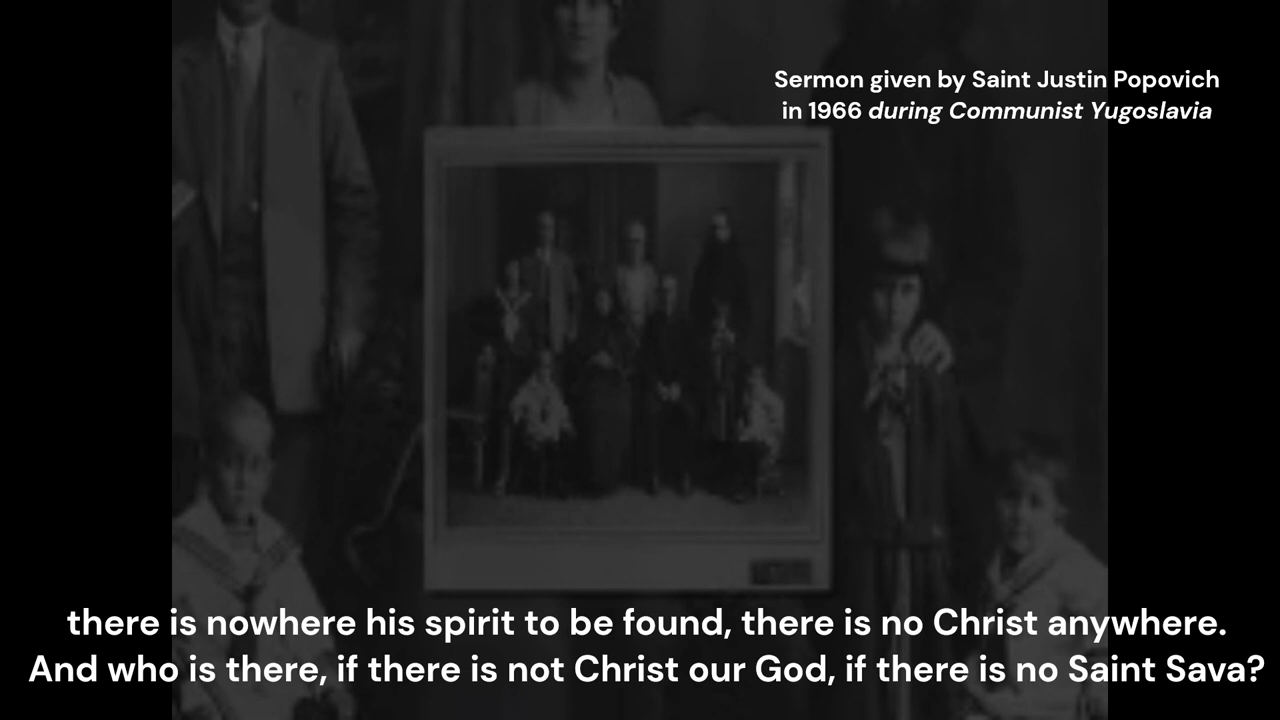 Sermon given by Saint Justin Popovich
in 1966 during Communist Yugoslavia
there is nowhere his spirit to be found, there is no Christ anywhere.
And who is there, if there is not Christ our God, if there is no Saint Sava?